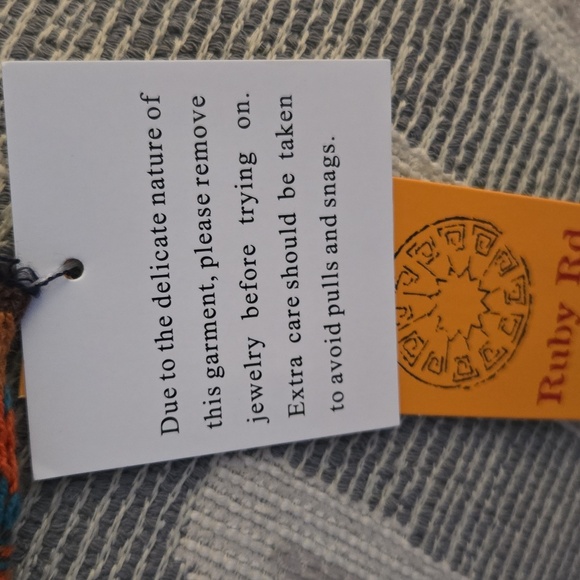 Due to the delicate nature of
this garment, please remove
jewelry before trying on.
Extra care should be taken
to avoid pulls and snags.
Ruby Rd